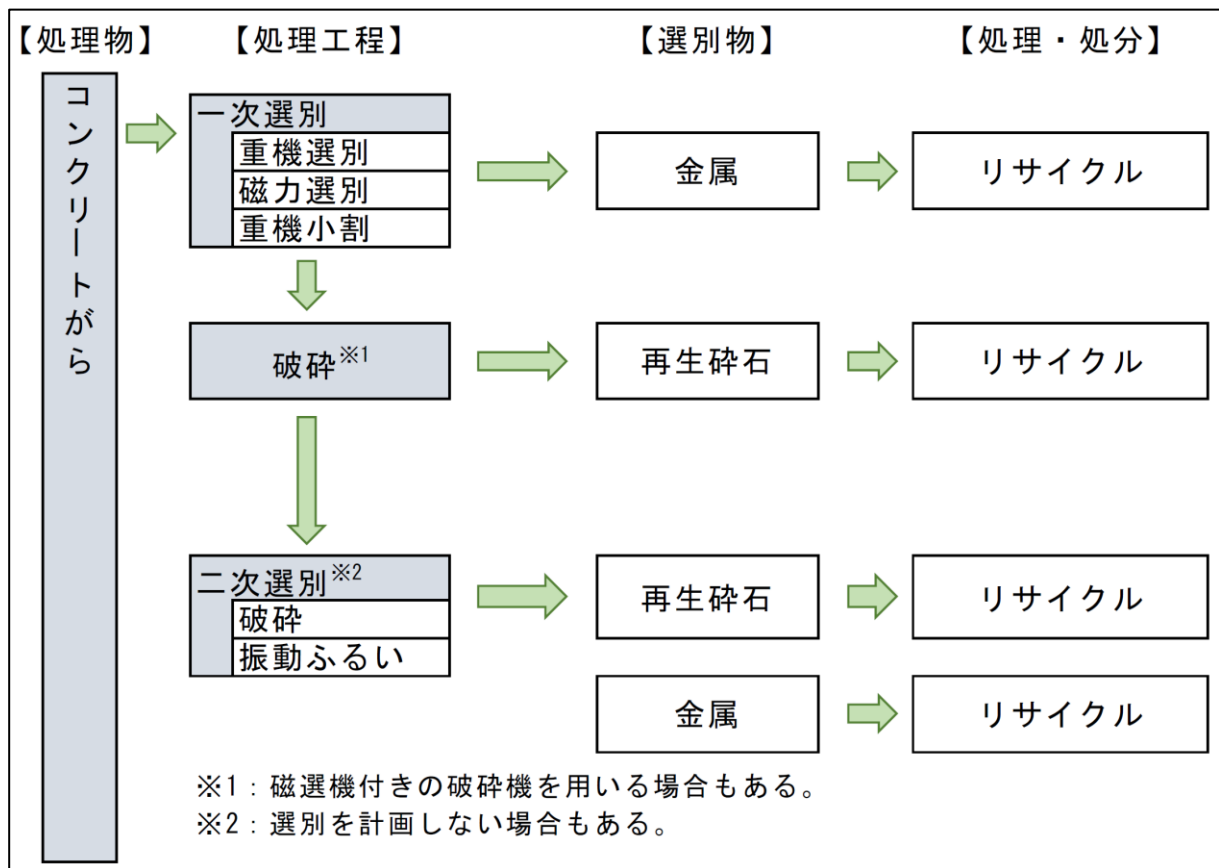 【処理物】 【処理工程】 【選別物】 【処理・処分】
コンクリートがら
一次選別
重機選別
磁力選別
重機小割
金属
リサイクル
破砕※1
再生砕石
リサイクル
二次選別※2
破砕
振動ふるい
再生砕石
リサイクル
金属
リサイクル
※1：磁選機付きの破砕機を用いる場合もある。
※2：選別を計画しない場合もある。